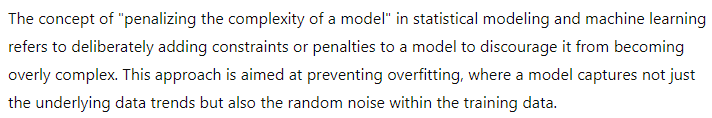 The concept of "penalizing the complexity of a model" in statistical modeling and machine learning
refers to deliberately adding constraints or penalties to a model to discourage it from becoming
overly complex. This approach is aimed at preventing overfitting, where a model captures not just
the underlying data trends but also the random noise within the training data.